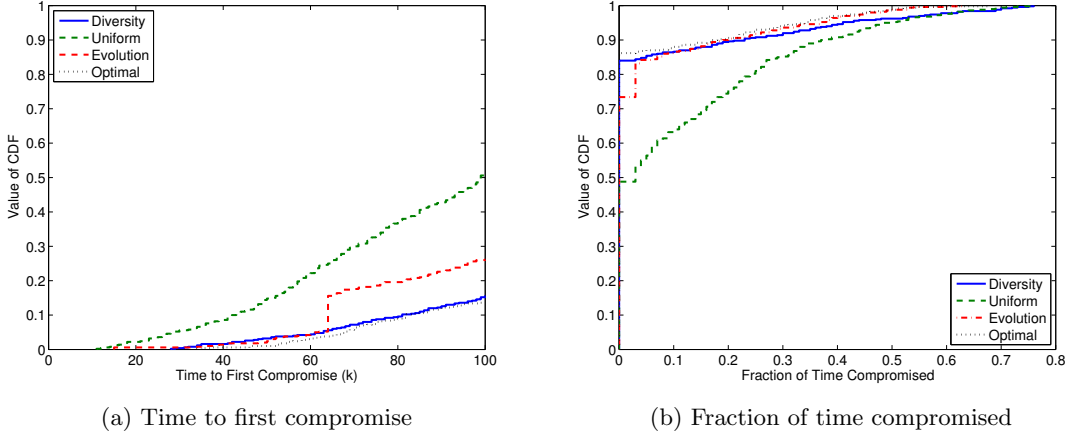 1
0.9
0.8
0.7
0.6
0.5
0.4
0.3
0.2
0.1
0
Value of CDF
Diversity
Uniform
Evolution
Optimal
0 20 40 60 80 100
Time to First Compromise (k)
(a) Time to first compromise
1
0.9
0.8
0.7
0.6
0.5
0.4
0.3
0.2
0.1
0
Value of CDF
Diversity
Uniform
Evolution
Optimal
0 0.1 0.2 0.3 0.4 0.5 0.6 0.7 0.8
Fraction of Time Compromised
(b) Fraction of time compromised